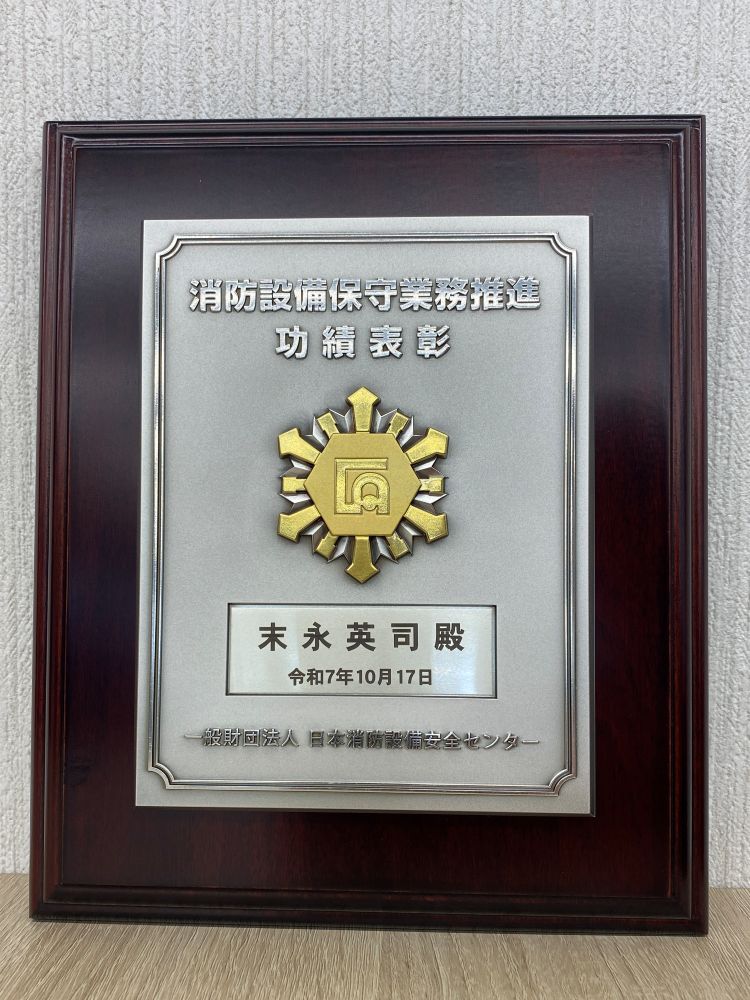 消防設備保守業務推進
功績表彰
末永英司殿
令和7年10月17日
一般財団法人 日本消防設備安全センター